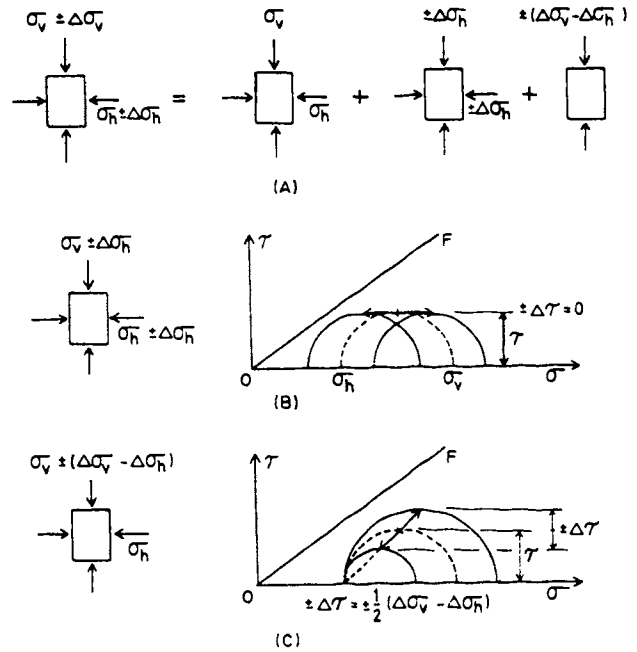 σv ±Δσv
σh ±Δσh
=
σv
σh
+
±Δσh
±Δσh
+
±(Δσv-Δσh)
(A)
σv ±Δσh
σh ±Δσh
τ
F
±Δτ=0
τ
O
σh
σv
σ
(B)
σv ±(Δσv - Δσh)
σh
τ
F
±Δτ
τ
O
σ
±Δτ = ±½(Δσv - Δσh)
(C)